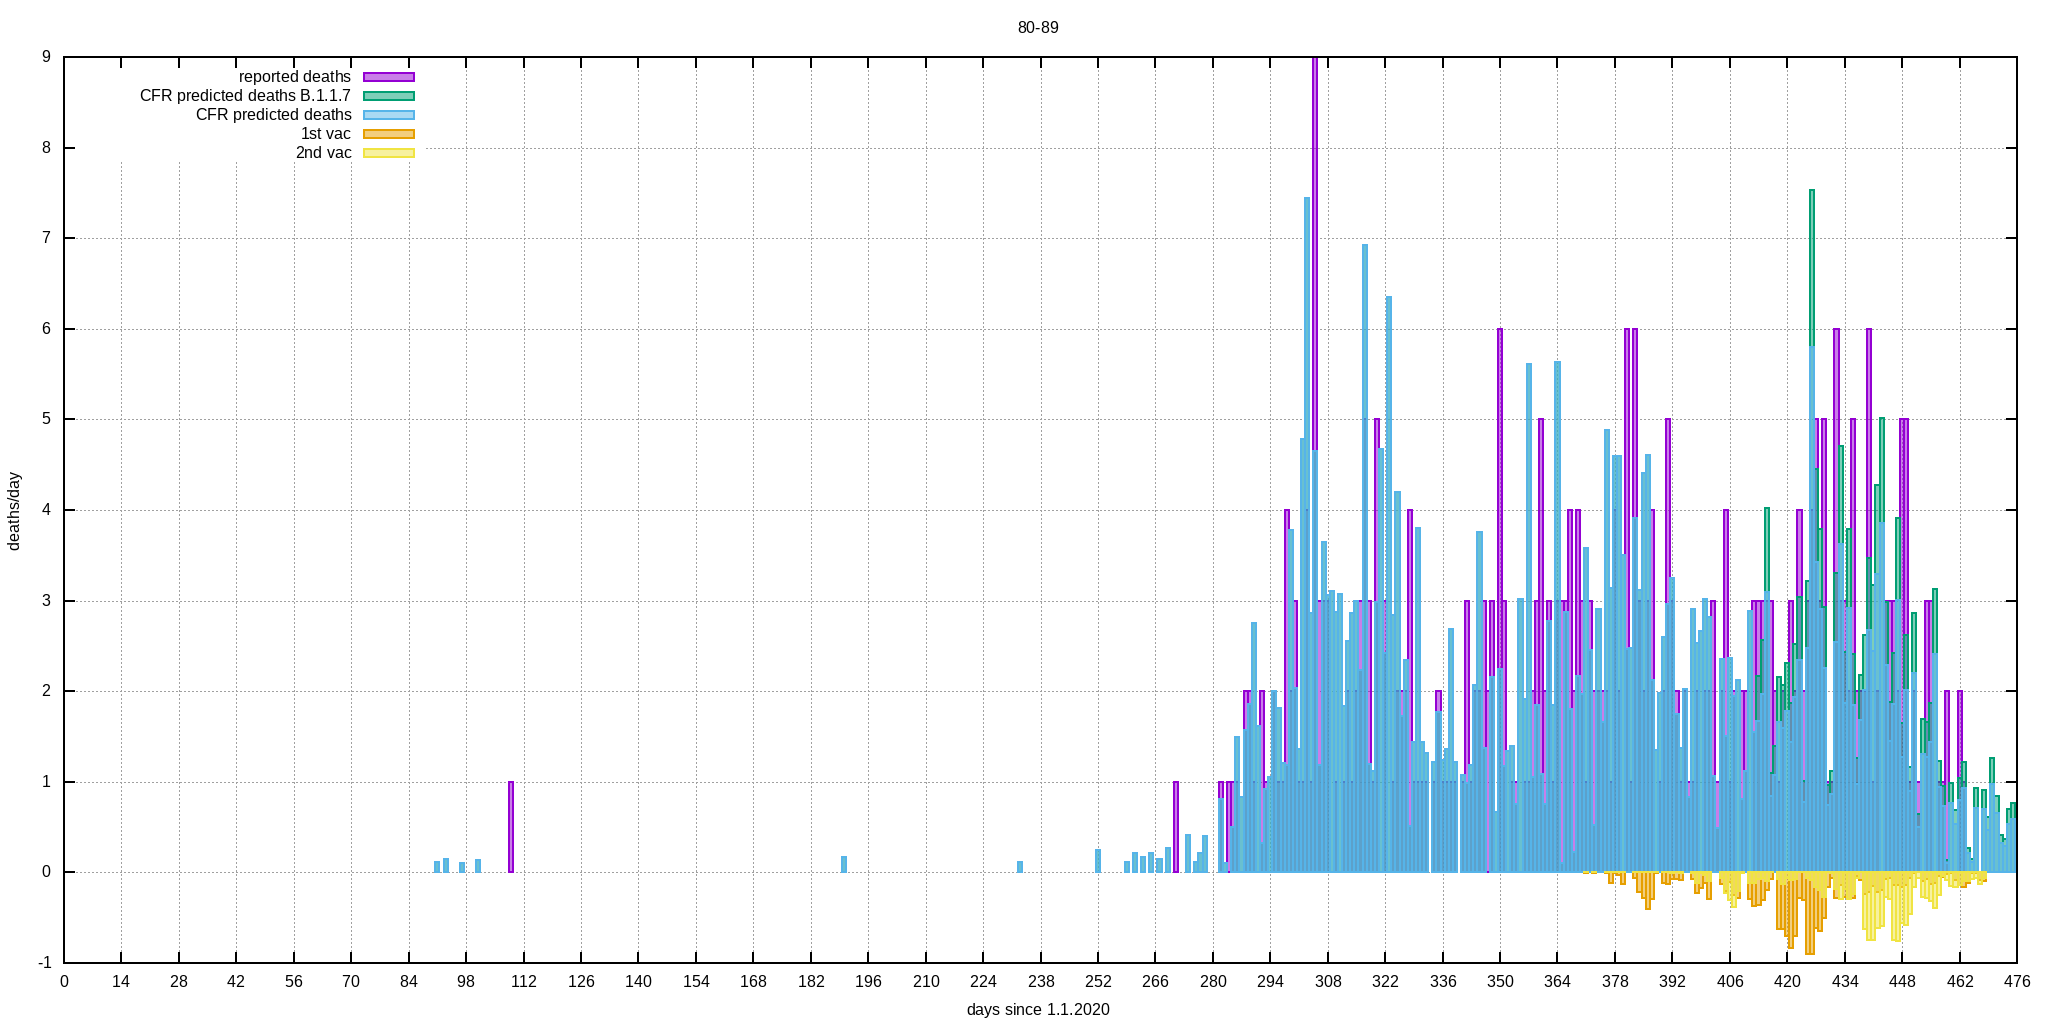 80-89
reported deaths
CFR predicted deaths B.1.1.7
CFR predicted deaths
1st vac
2nd vac
9
8
7
6
5
4
3
2
1
0
-1
deaths/day
0 14 28 42 56 70 84 98 112 126 140 154 168 182 196 210 224 238 252 266 280 294 308 322 336 350 364 378 392 406 420 434 448 462 476
days since 1.1.2020